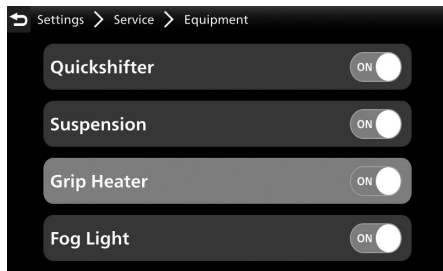 Settings > Service > Equipment
Quickshifter ON
Suspension ON
Grip Heater ON
Fog Light ON